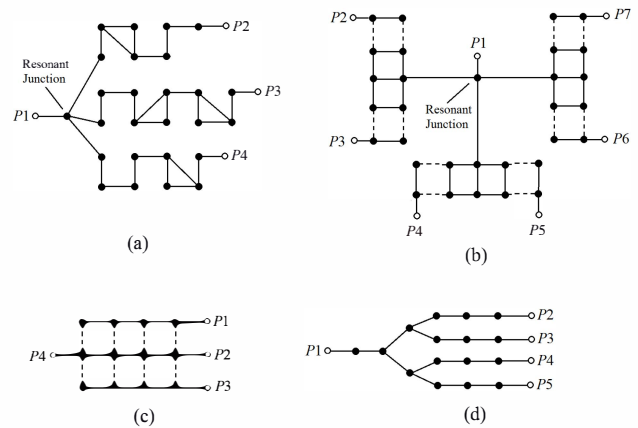 P2
Resonant
Junction
P3
P1
P4
(a)
P2
P7
P1
Resonant
Junction
P3
P6
P4
P5
(b)
P1
P4
P2
P3
(c)
P2
P3
P1
P4
P5
(d)